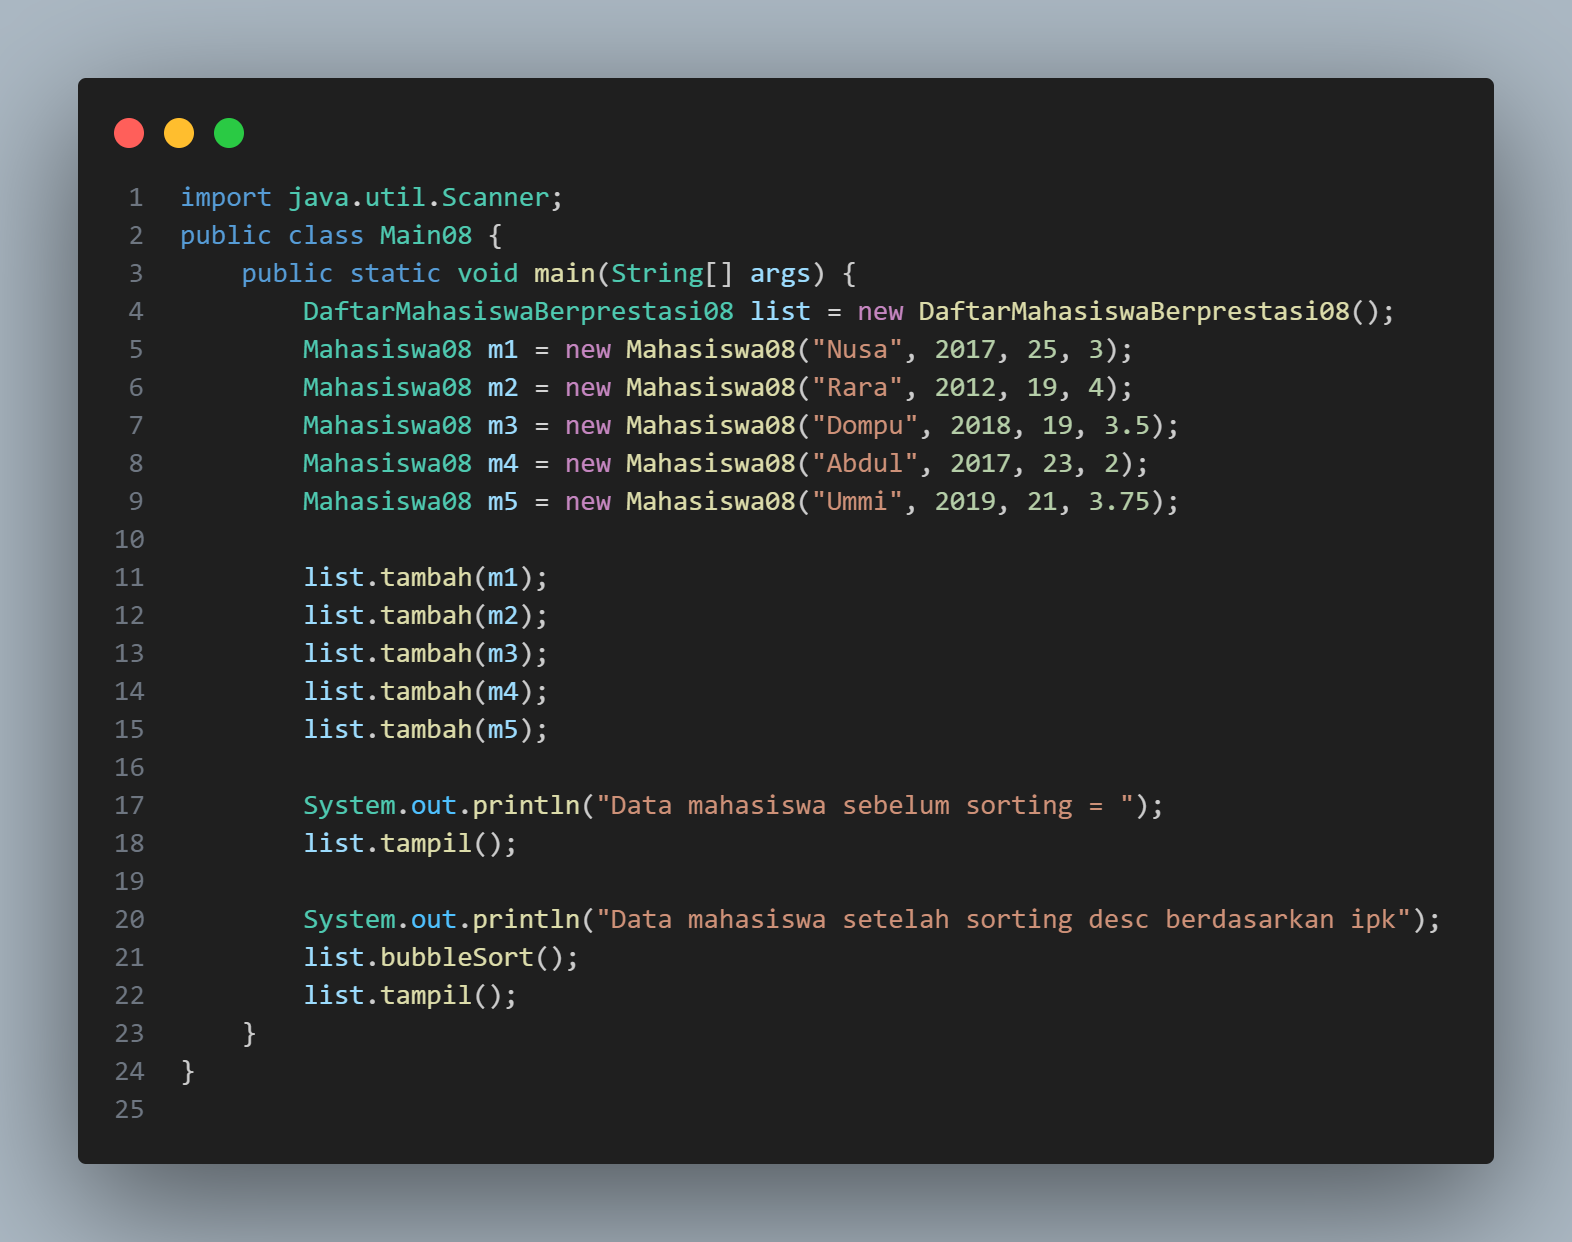 1 import java.util.Scanner;
2 public class Main08 {
3     public static void main(String[] args) {
4         DaftarMahasiswaBerprestasi08 list = new DaftarMahasiswaBerprestasi08();
5         Mahasiswa08 m1 = new Mahasiswa08("Nusa", 2017, 25, 3);
6         Mahasiswa08 m2 = new Mahasiswa08("Rara", 2012, 19, 4);
7         Mahasiswa08 m3 = new Mahasiswa08("Dompu", 2018, 19, 3.5);
8         Mahasiswa08 m4 = new Mahasiswa08("Abdul", 2017, 23, 2);
9         Mahasiswa08 m5 = new Mahasiswa08("Ummi", 2019, 21, 3.75);
10
11         list.tambah(m1);
12         list.tambah(m2);
13         list.tambah(m3);
14         list.tambah(m4);
15         list.tambah(m5);
16
17         System.out.println("Data mahasiswa sebelum sorting = ");
18         list.tampil();
19
20         System.out.println("Data mahasiswa setelah sorting desc berdasarkan ipk");
21         list.bubbleSort();
22         list.tampil();
23     }
24 }
25